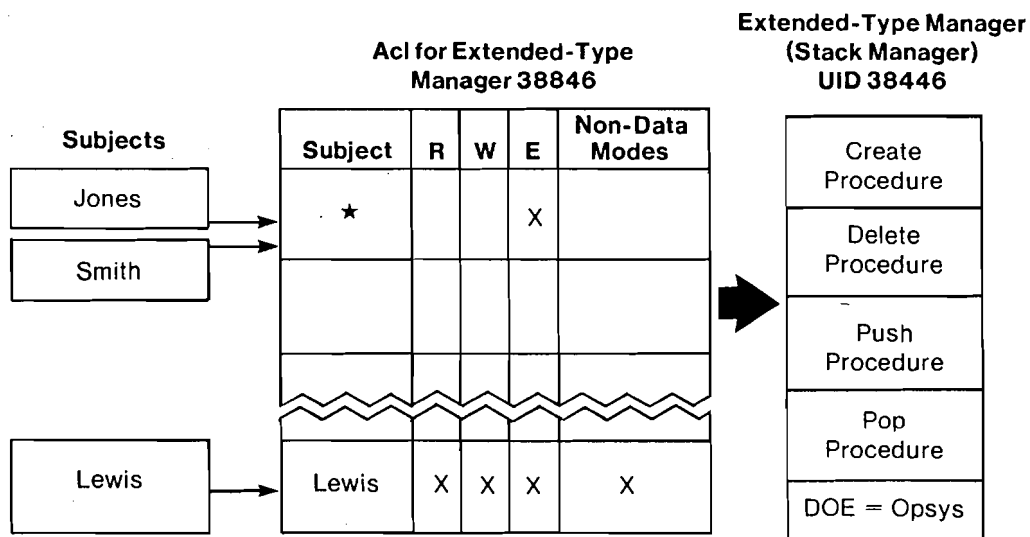 Acl for Extended-Type
Manager 38846
Extended-Type Manager
(Stack Manager)
UID 38446
Subjects
Jones
Smith
Lewis
Subject R W E Non-Data
Modes
★ X
Lewis X X X X
Create
Procedure
Delete
Procedure
Push
Procedure
Pop
Procedure
DOE = Opsys